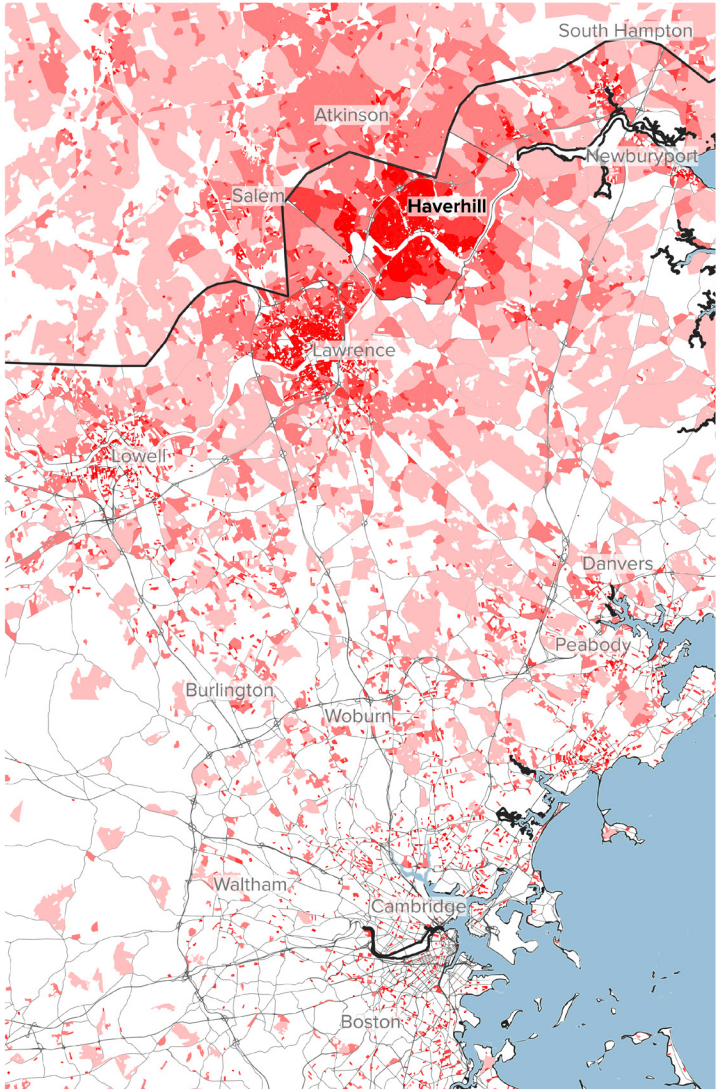 South Hampton
Atkinson
Newburyport
Salem
Haverhill
Lawrence
Lowell
Danvers
Peabody
Burlington
Woburn
Waltham
Cambridge
Boston